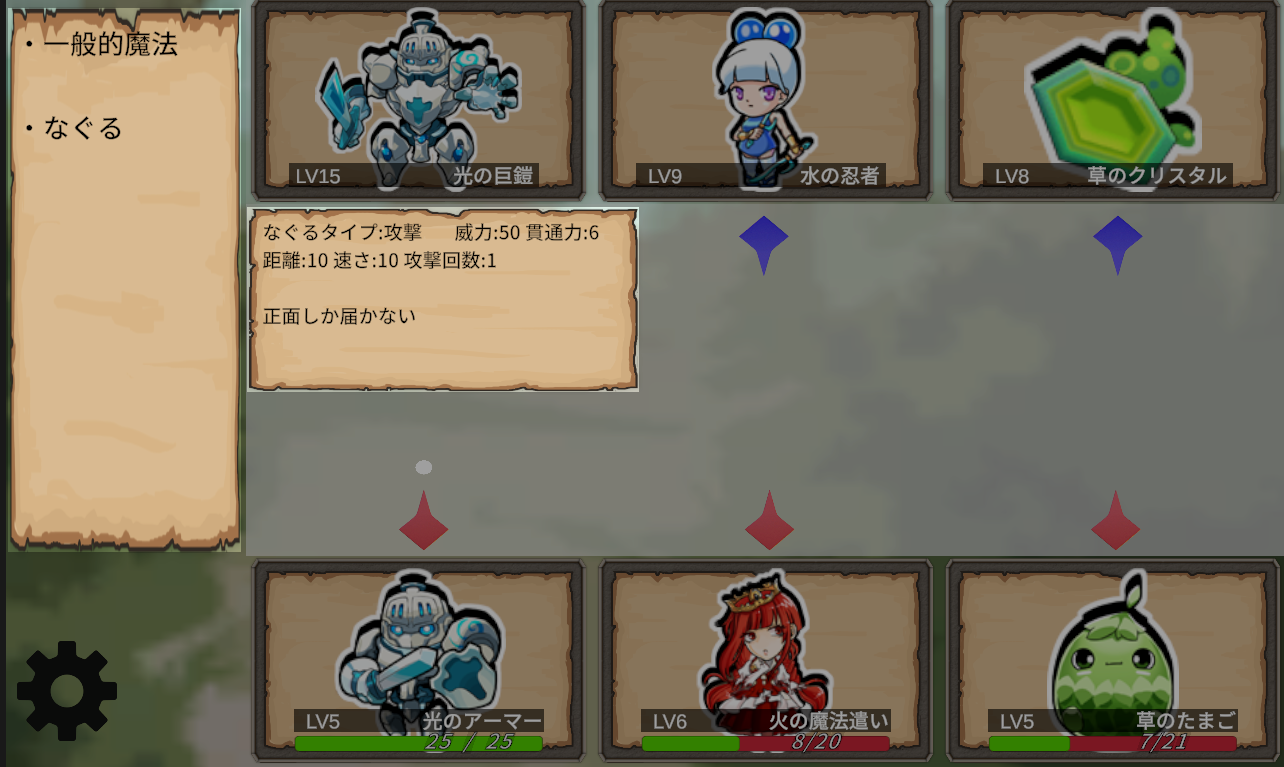 ・一般的魔法
・なぐる
LV15 光の巨鎧
LV9 水の忍者
LV8 草のクリスタル
なぐるタイプ:攻撃 威力:50 貫通力:6
距離:10 速さ:10 攻撃回数:1
正面しか届かない
LV5 光のアーマー
25 / 25
LV6 火の魔法遣い
8/20
LV5 草のたまご
7/21